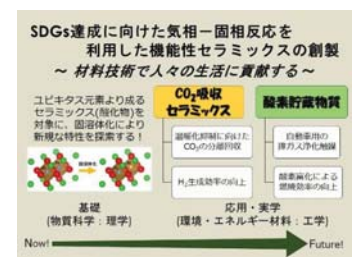 SDGs達成に向けた気相－固相反応を
利用した機能性セラミックスの創製
～ 材料技術で人々の生活に貢献する～
ユビキタス元素より成る
セラミックス(酸化物)を
対象に、固溶体化により
新規な特性を探索する！
固溶体化
CO₂吸収
セラミックス
温暖化抑制に向けた
CO₂の分離回収
H₂生成効率の向上
酸素貯蔵物質
自動車用の
排ガス浄化触媒
酸素富化による
燃焼効率の向上
基礎
(物質科学：理学)
応用・実学
(環境・エネルギー材料：工学)
Now!
Future!